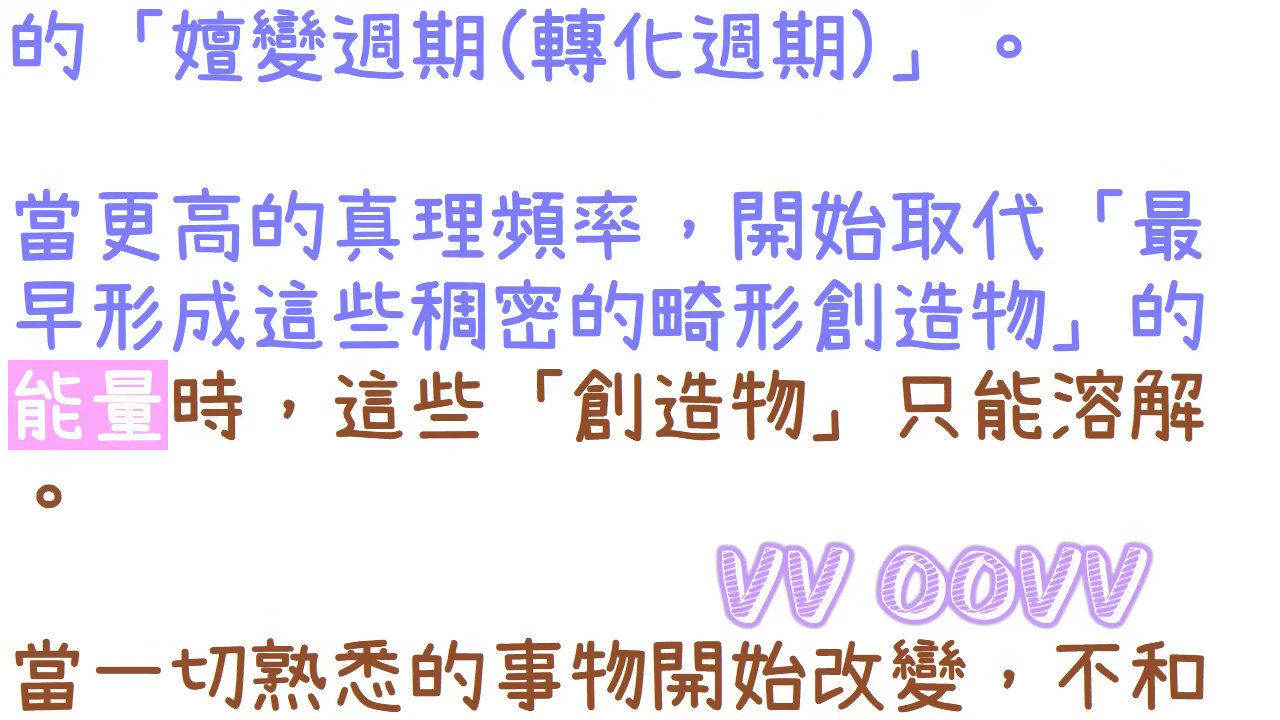 的「嬗變週期(轉化週期)」。
當更高的真理頻率，開始取代「最
早形成這些稠密的畸形創造物」的
能量時，這些「創造物」只能溶解
。
VV OOVV
當一切熟悉的事物開始改變，不和